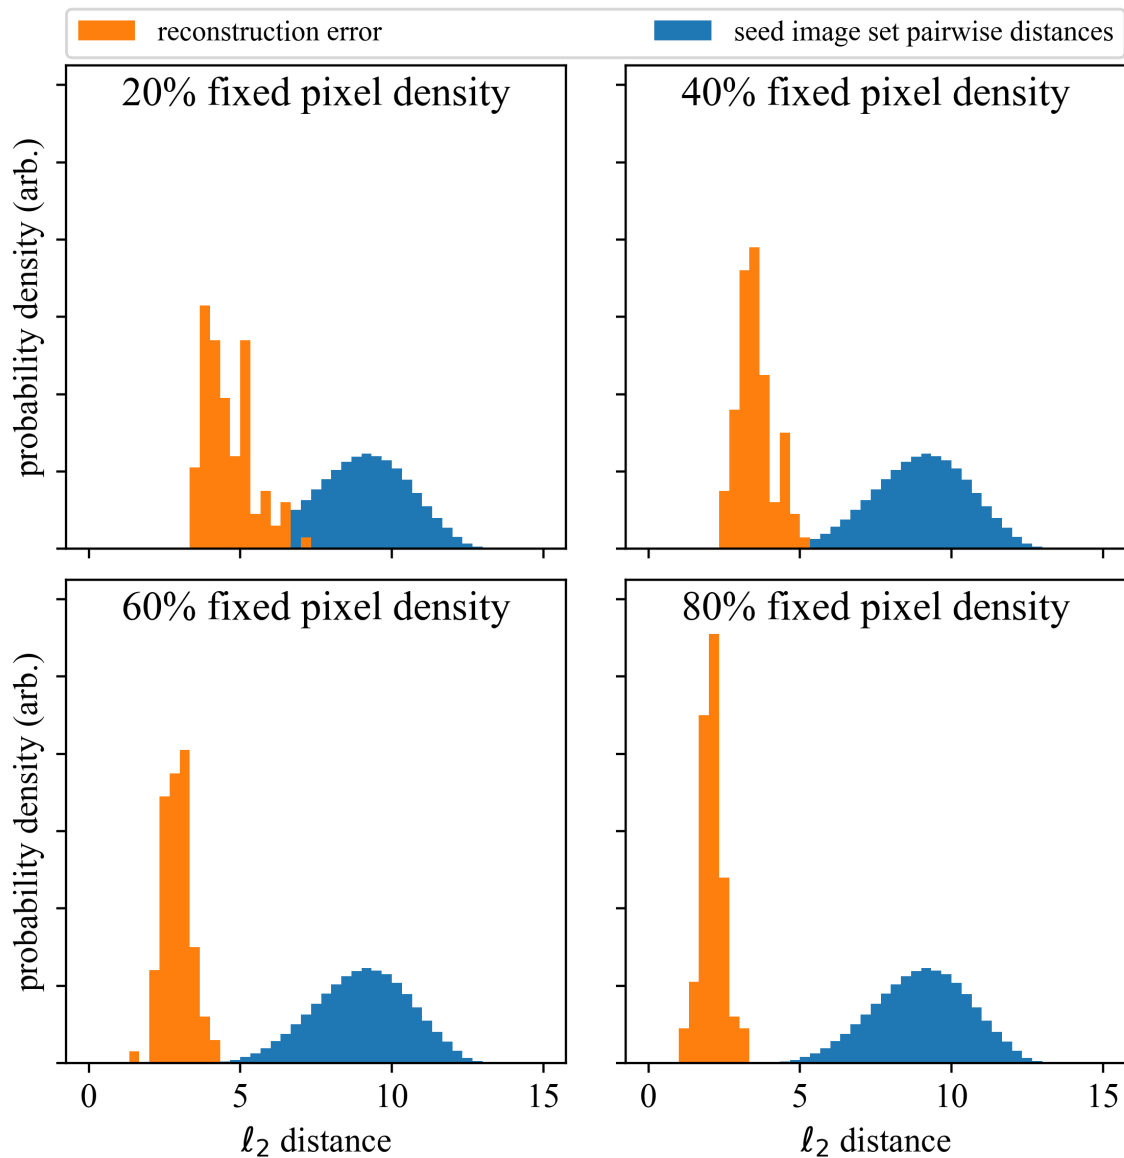 reconstruction error
seed image set pairwise distances
20% fixed pixel density
40% fixed pixel density
probability density (arb.)
60% fixed pixel density
80% fixed pixel density
probability density (arb.)
0 5 10 15
0 5 10 15
ℓ₂ distance
ℓ₂ distance